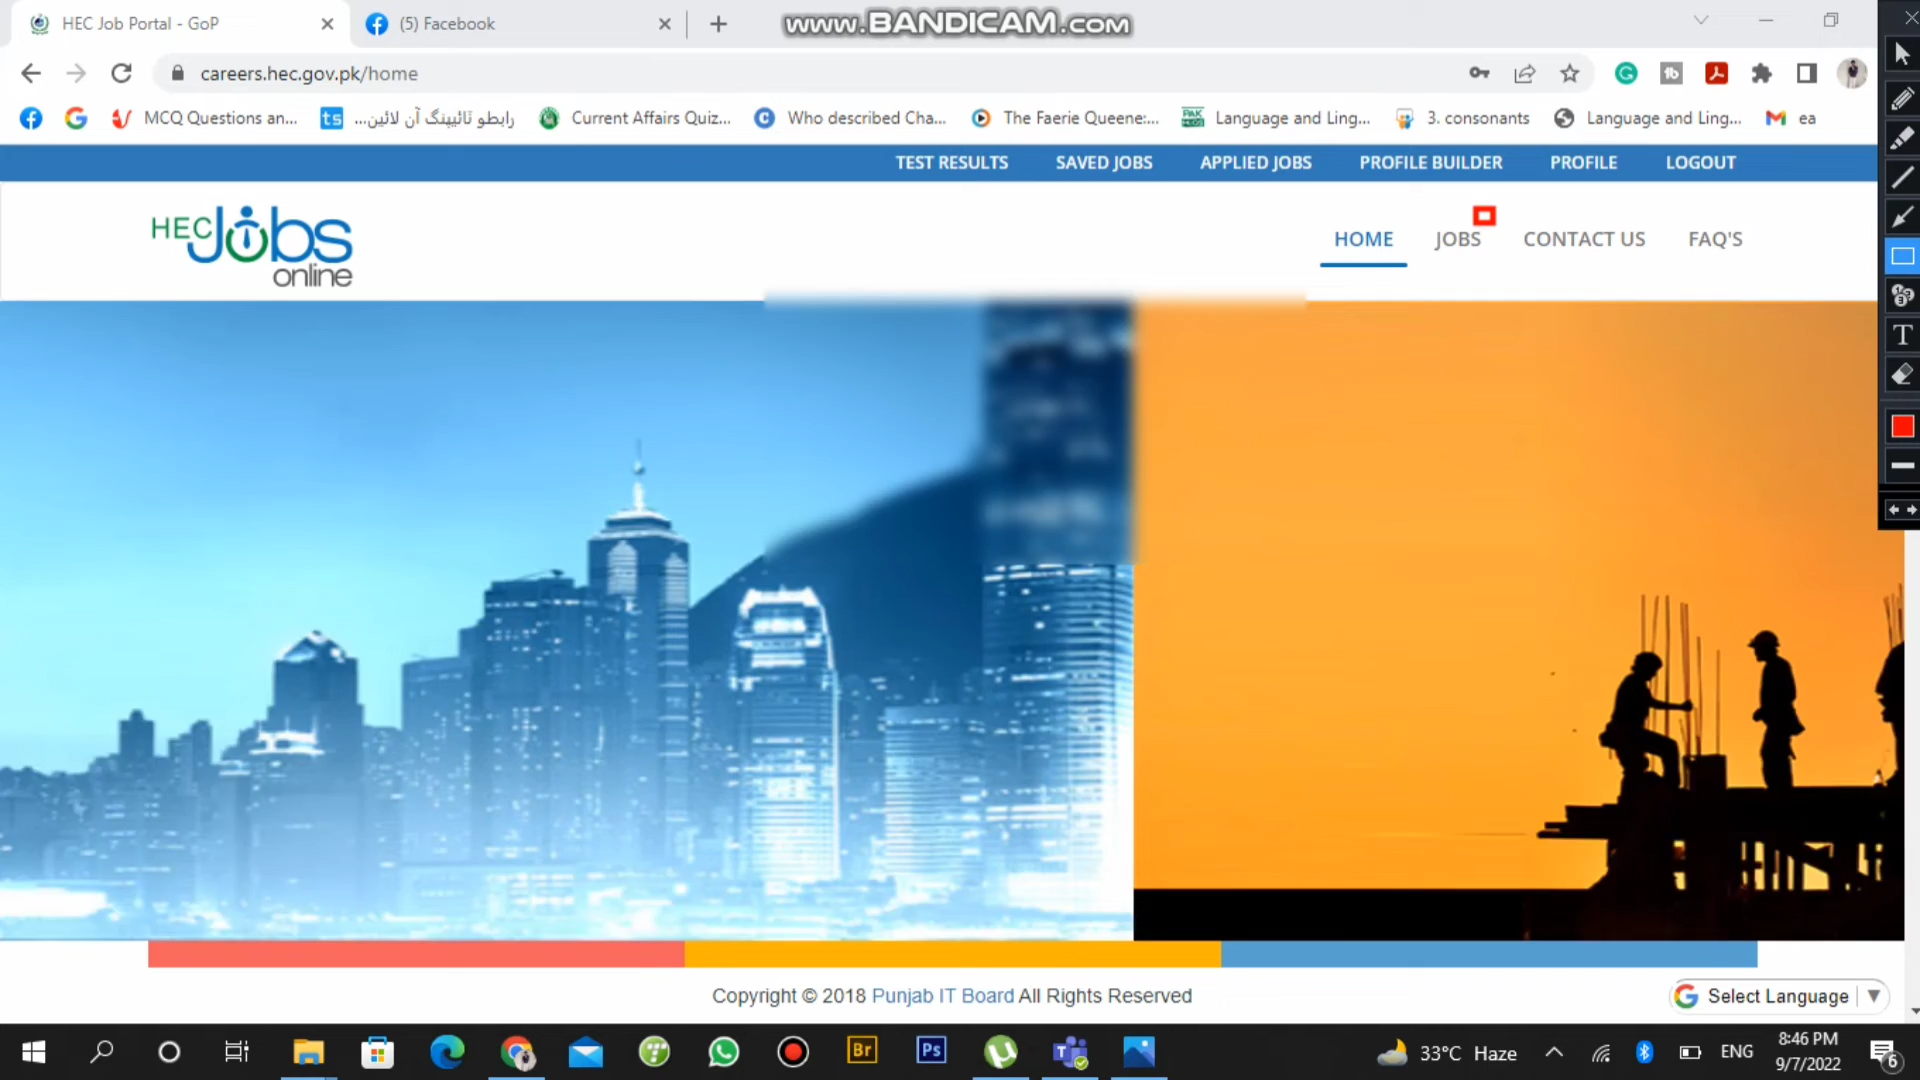 HEC Job Portal - GoP
(5) Facebook
www.BANDICAM.com
careers.hec.gov.pk/home
MCQ Questions an...
رابطو ٽائيپنگ آن لائين...
Current Affairs Quiz...
Who described Cha...
The Faerie Queene:...
Language and Ling...
3. consonants
Language and Ling...
ea
TEST RESULTS
SAVED JOBS
APPLIED JOBS
PROFILE BUILDER
PROFILE
LOGOUT
HEC Jobs
online
HOME
JOBS
CONTACT US
FAQ'S
Copyright © 2018 Punjab IT Board All Rights Reserved
Select Language
33°C Haze
ENG
8:46 PM
9/7/2022
6